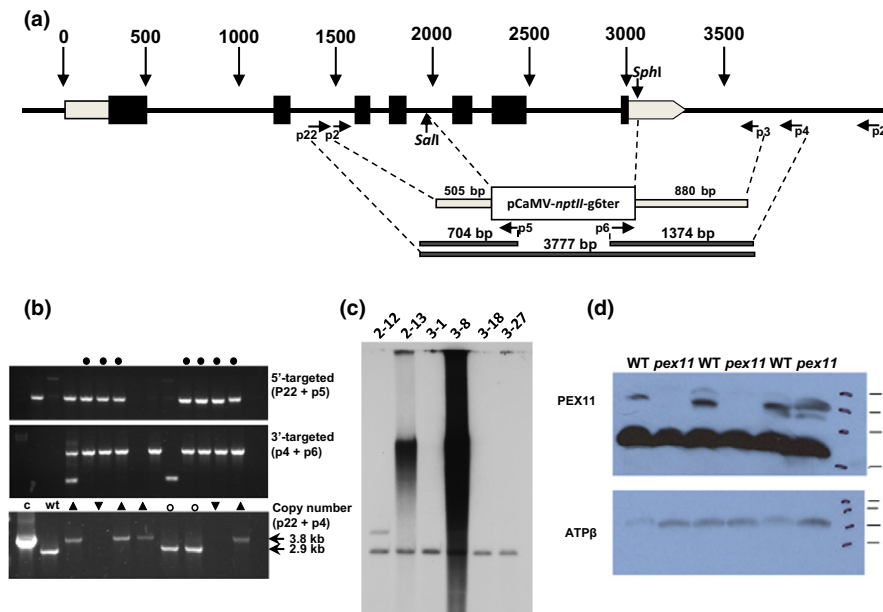 (a)
0 500 1000 1500 2000 2500 3000 3500
SphI
p22 p2 SalI p3 p4 p2
505 bp pCaMV-nptII-g6ter 880 bp
p5 p6
704 bp 3777 bp 1374 bp
(b)
5'-targeted
(P22 + p5)
3'-targeted
(p4 + p6)
c wt Copy number
(p22 + p4)
3.8 kb
2.9 kb
(c)
2-12 2-13 3-1 3-8 3-18 3-27
(d)
WT pex11 WT pex11 WT pex11
PEX11
ATPβ